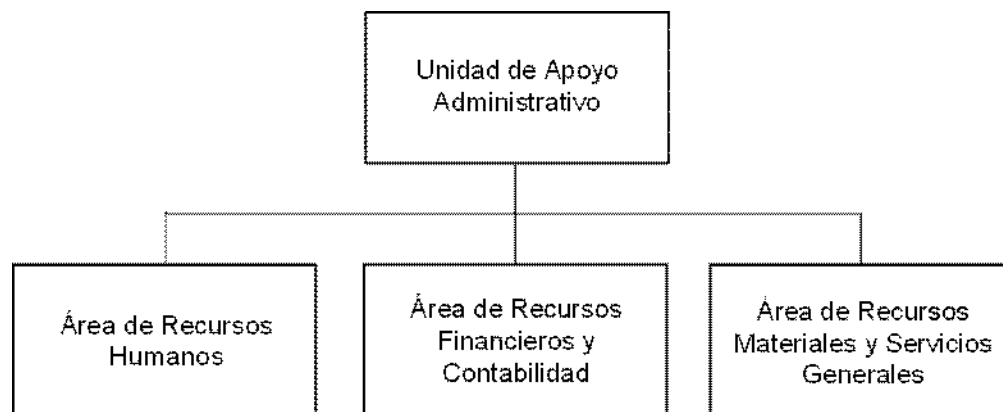 Unidad de Apoyo
Administrativo
Área de Recursos
Humanos
Área de Recursos
Financieros y
Contabilidad
Área de Recursos
Materiales y Servicios
Generales